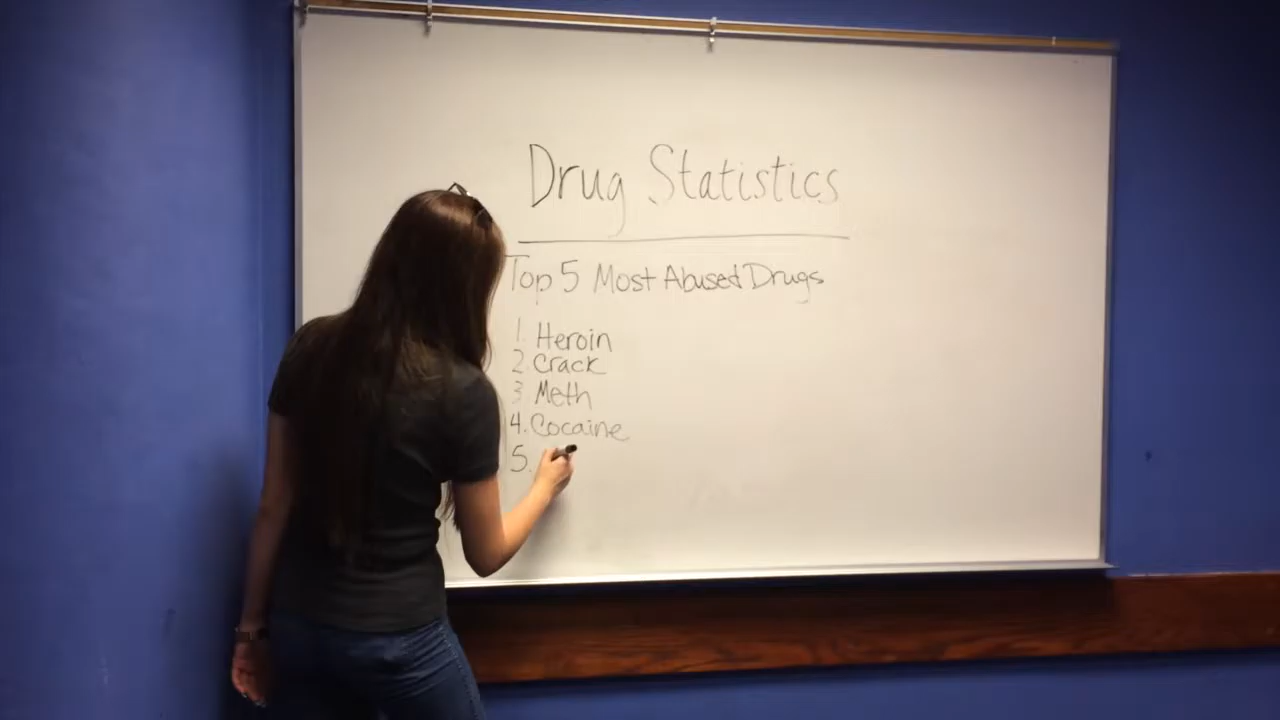 Drug Statistics
Top 5 Most Abused Drugs
1. Heroin
2 Crack
3 Meth
4. Cocaine
5.